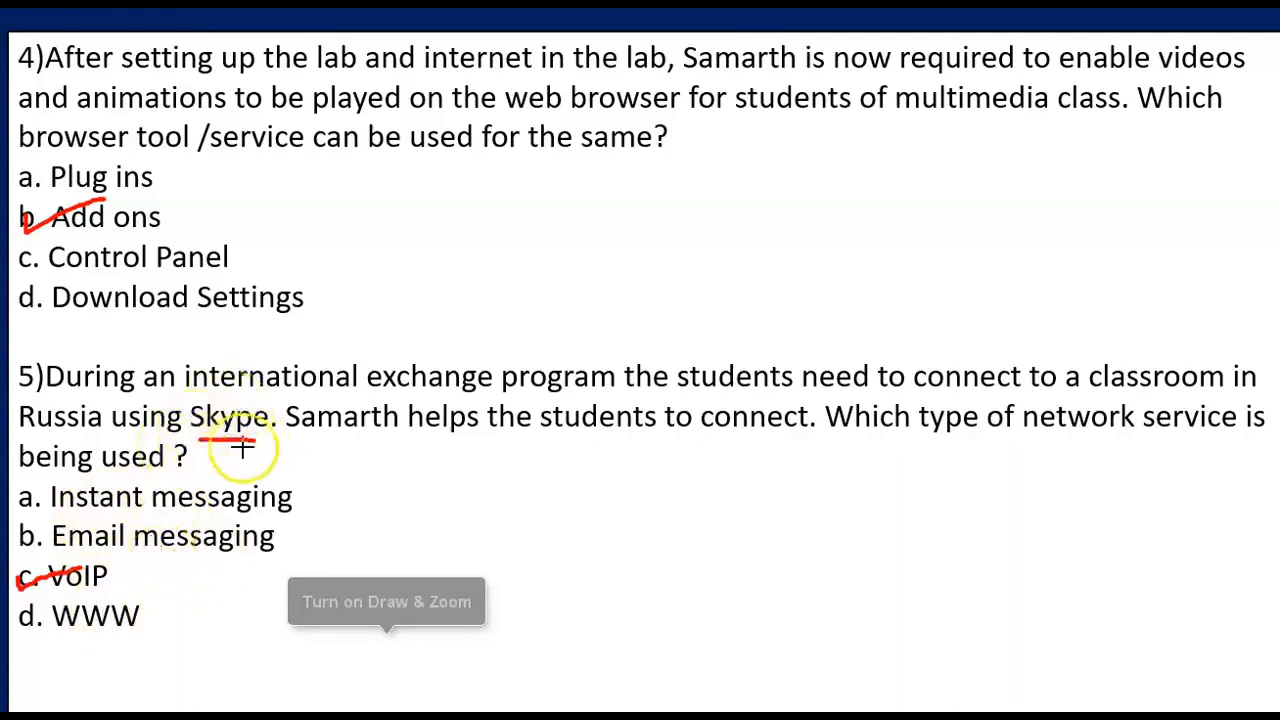 4)After setting up the lab and internet in the lab, Samarth is now required to enable videos
and animations to be played on the web browser for students of multimedia class. Which
browser tool /service can be used for the same?
a. Plug ins
b. Add ons
c. Control Panel
d. Download Settings
5)During an international exchange program the students need to connect to a classroom in
Russia using Skype. Samarth helps the students to connect. Which type of network service is
being used ?
a. Instant messaging
b. Email messaging
c. VoIP
Turn on Draw & Zoom
d. WWW